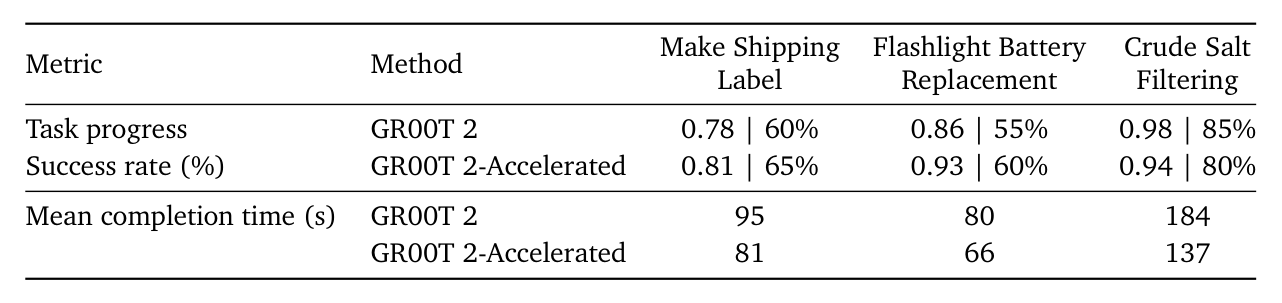 Metric Method Make Shipping Label Flashlight Battery Replacement Crude Salt Filtering
Task progress GR00T 2 0.78 | 60% 0.86 | 55% 0.98 | 85%
Success rate (%) GR00T 2-Accelerated 0.81 | 65% 0.93 | 60% 0.94 | 80%
Mean completion time (s) GR00T 2 95 80 184
GR00T 2-Accelerated 81 66 137